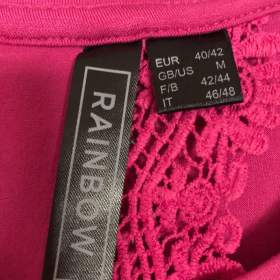 EUR 40/42
GB/US M
F/B 42/44
IT 46/48
RAINBOW